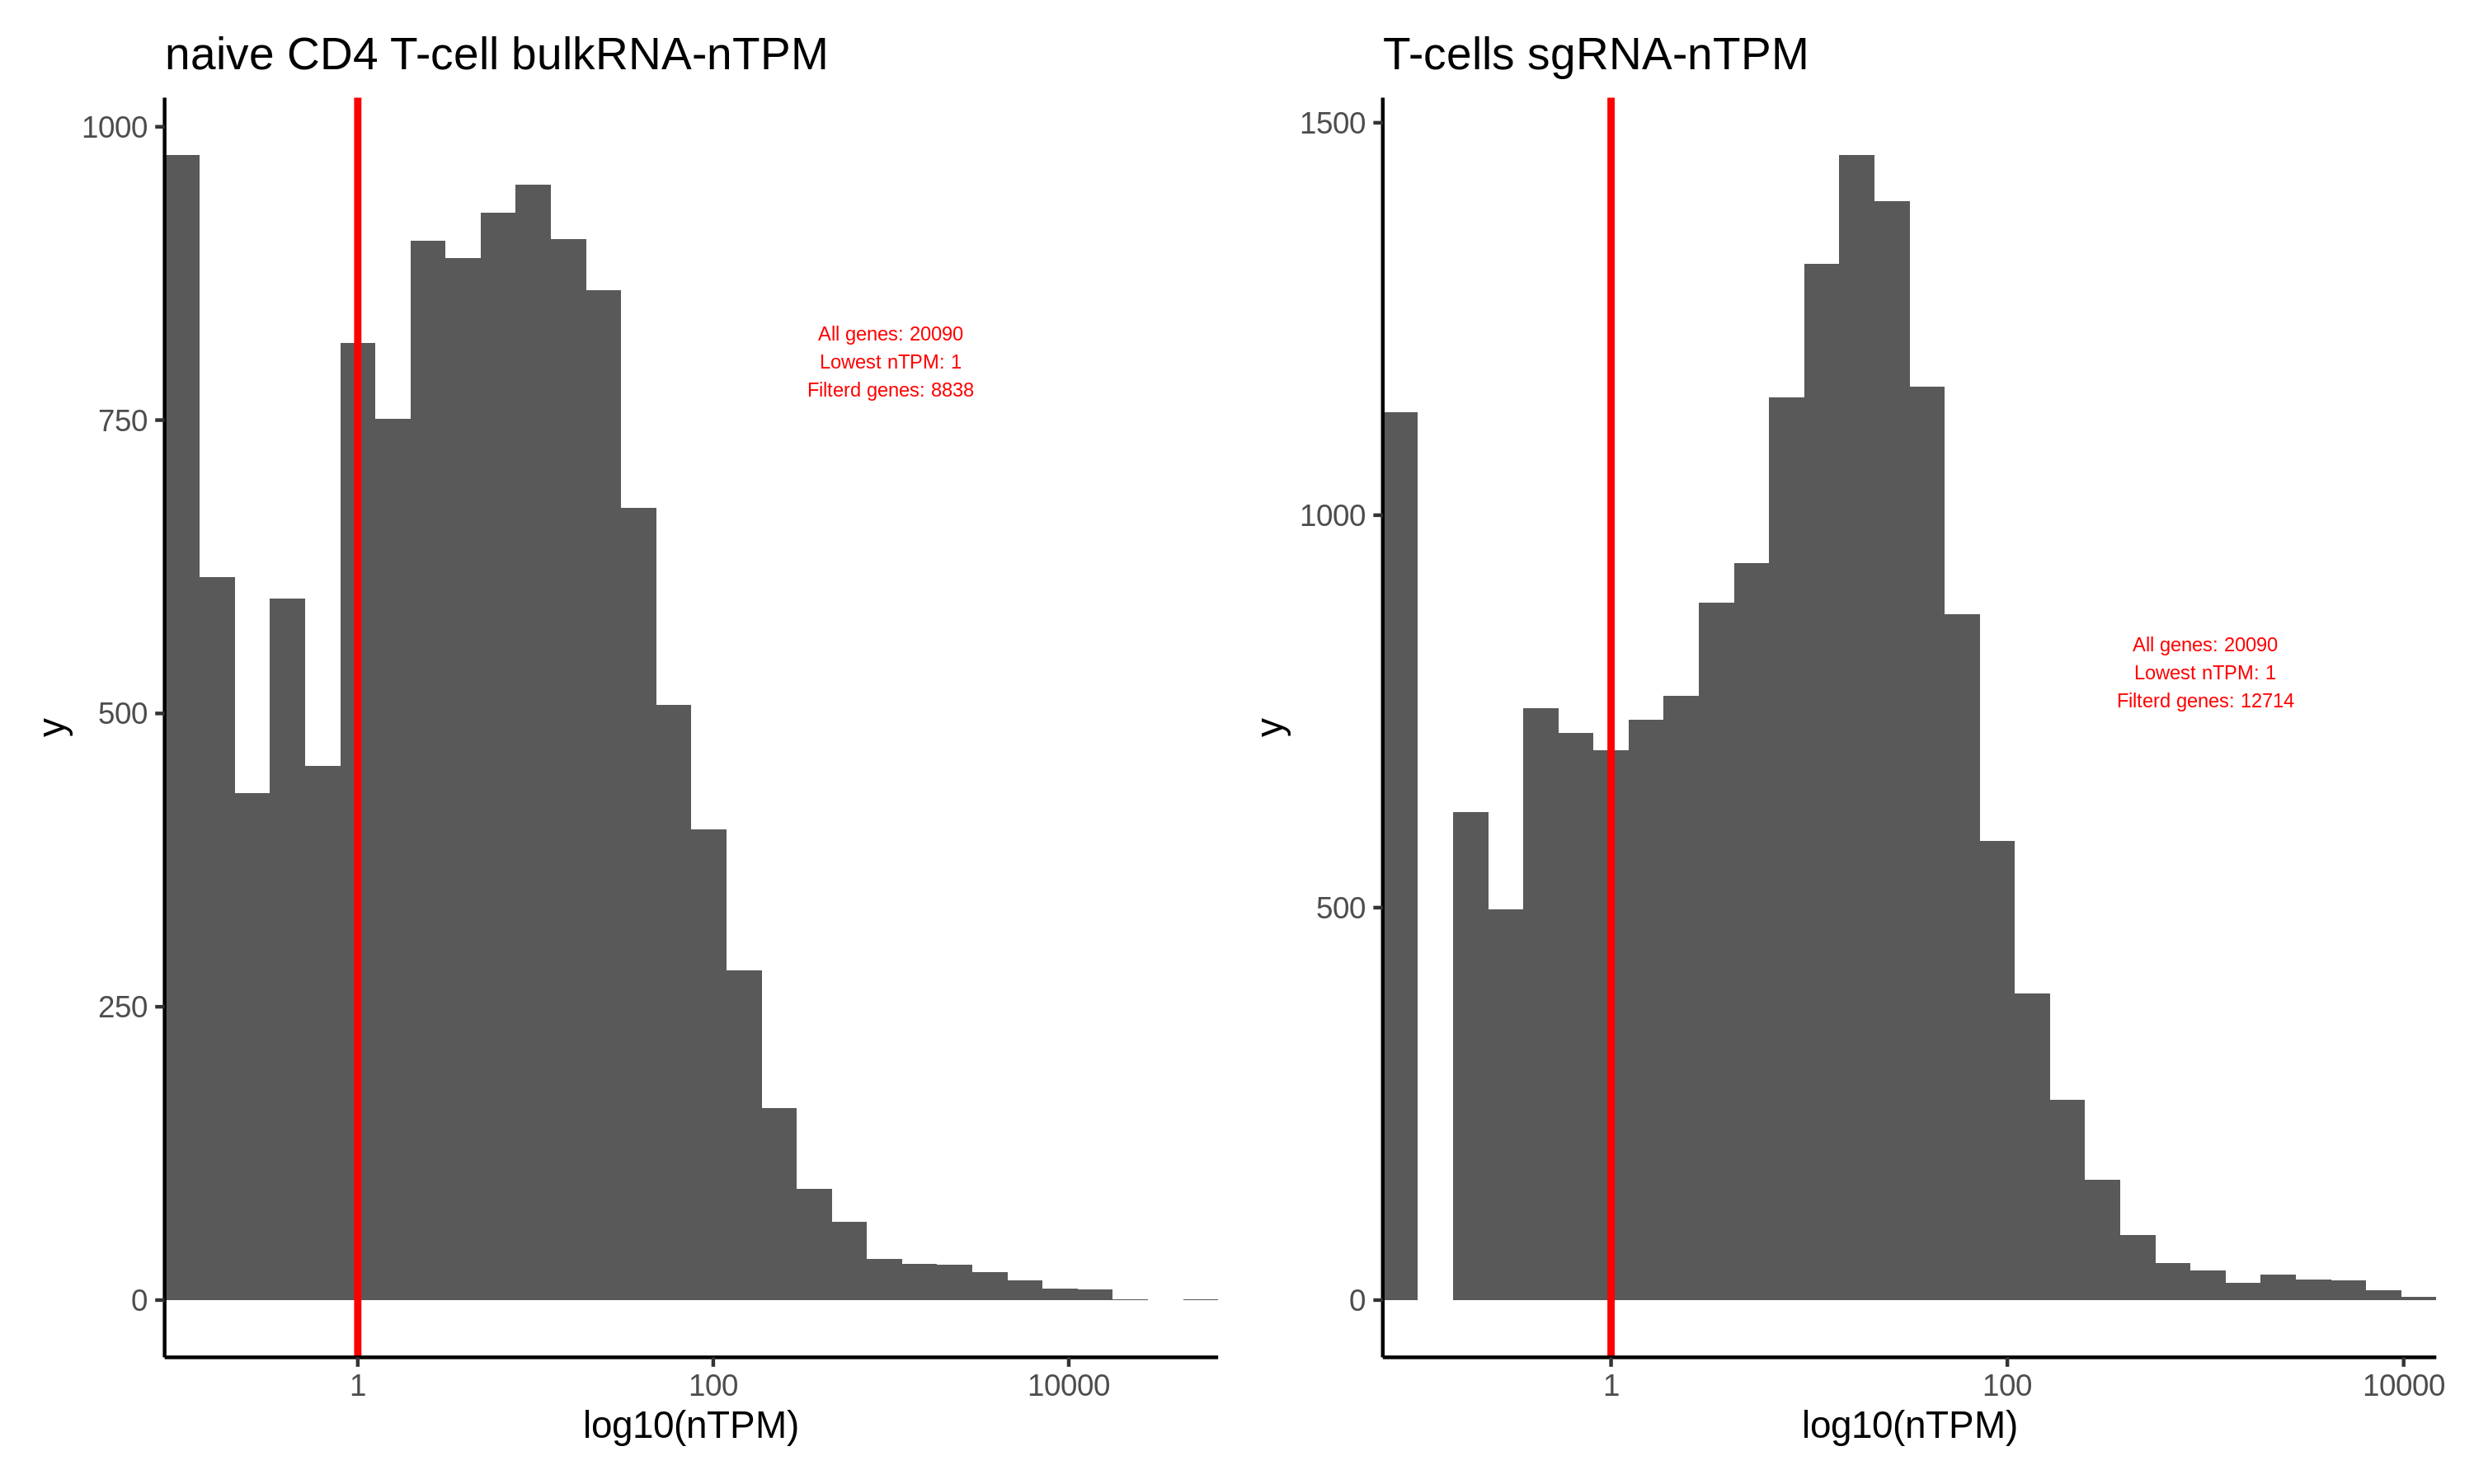 naive CD4 T-cell bulkRNA-nTPM
1000
750
500
250
0
y
All genes: 20090
Lowest nTPM: 1
Filterd genes: 8838
1
100
10000
log10(nTPM)
T-cells sgRNA-nTPM
1500
1000
500
0
y
All genes: 20090
Lowest nTPM: 1
Filterd genes: 12714
1
100
10000
log10(nTPM)